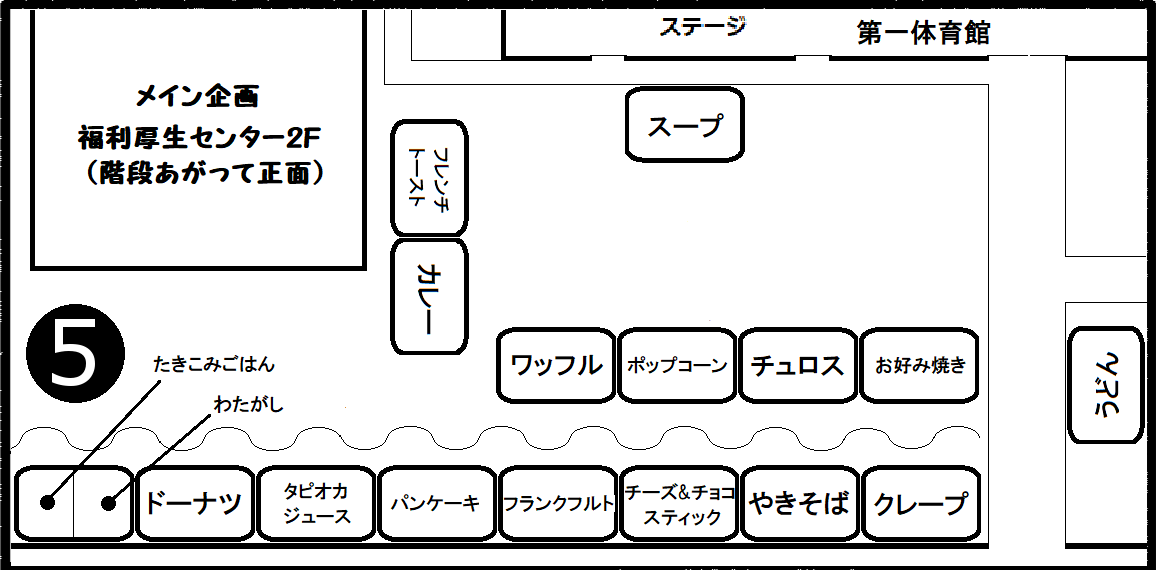 ステージ
第一体育館
メイン企画
福利厚生センター2F
（階段あがって正面）
スープ
フレンチ
トースト
カレー
5
たきこみごはん
わたがし
ワッフル
ポップコーン
チュロス
お好み焼き
うどん
ドーナツ
タピオカ
ジュース
パンケーキ
フランクフルト
チーズ&チョコ
スティック
やきそば
クレープ